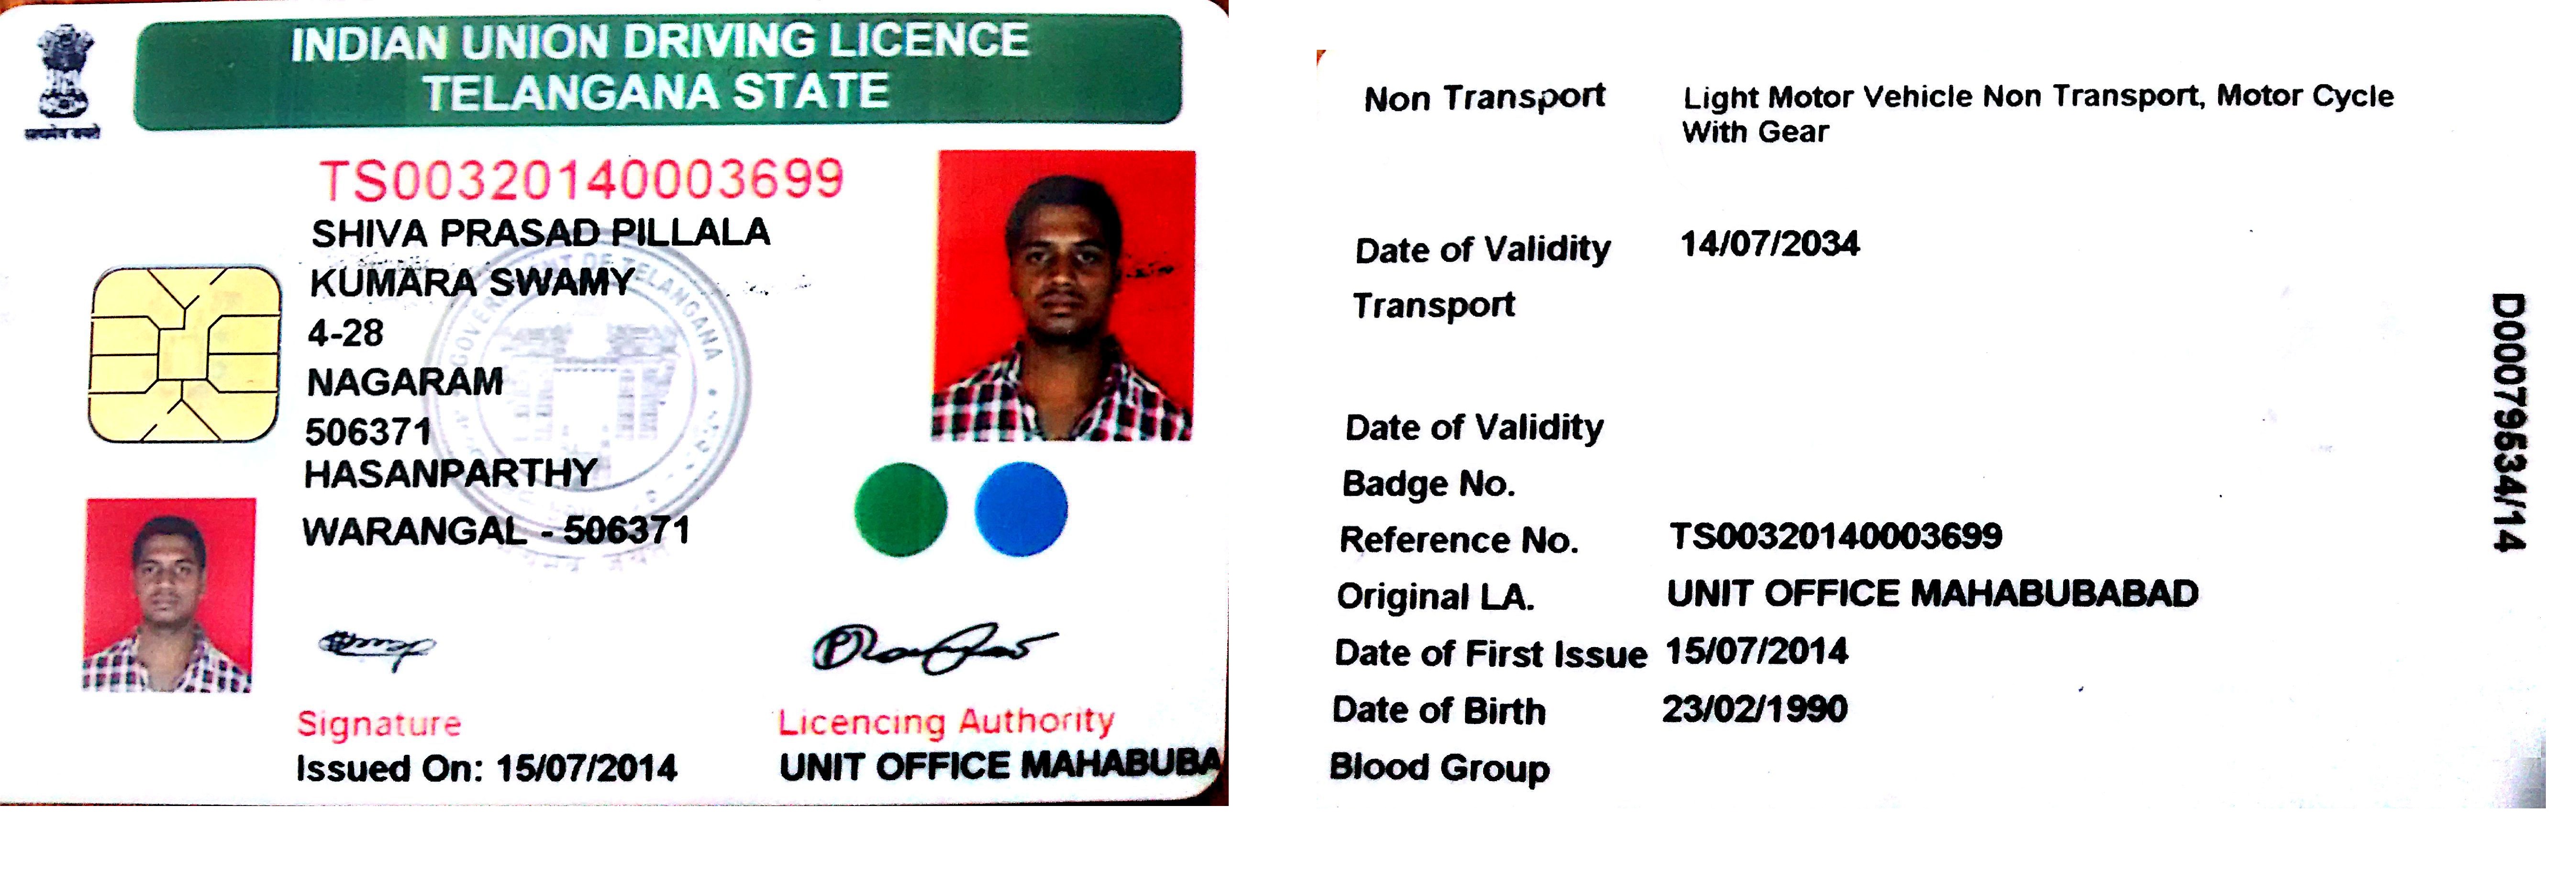 INDIAN UNION DRIVING LICENCE
TELANGANA STATE
सत्यमेव जयते
TS00320140003699
SHIVA PRASAD PILLALA
KUMARA SWAMY
4-28
NAGARAM
506371
HASANPARTHY
WARANGAL - 506371
GOVERNMENT OF TELANGANA
Signature
Issued On: 15/07/2014
Licencing Authority
UNIT OFFICE MAHABUBA
Non Transport Light Motor Vehicle Non Transport, Motor Cycle
With Gear
Date of Validity 14/07/2034
Transport
Date of Validity
Badge No.
Reference No. TS00320140003699
Original LA. UNIT OFFICE MAHABUBABAD
Date of First Issue 15/07/2014
Date of Birth 23/02/1990
Blood Group
D00079534/14